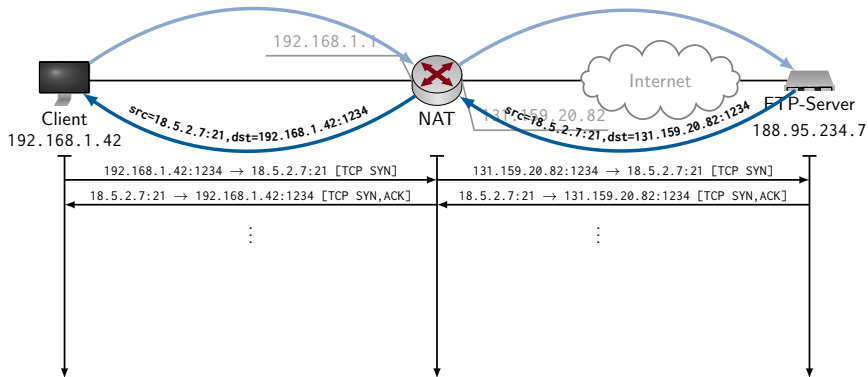 192.168.1.1
Internet
131.159.20.82
src=18.5.2.7:21,dst=192.168.1.42:1234
src=18.5.2.7:21,dst=131.159.20.82:1234
Client
192.168.1.42
NAT
FTP-Server
188.95.234.7
192.168.1.42:1234 → 18.5.2.7:21 [TCP SYN]
131.159.20.82:1234 → 18.5.2.7:21 [TCP SYN]
18.5.2.7:21 → 192.168.1.42:1234 [TCP SYN,ACK]
18.5.2.7:21 → 131.159.20.82:1234 [TCP SYN,ACK]
⋮
⋮